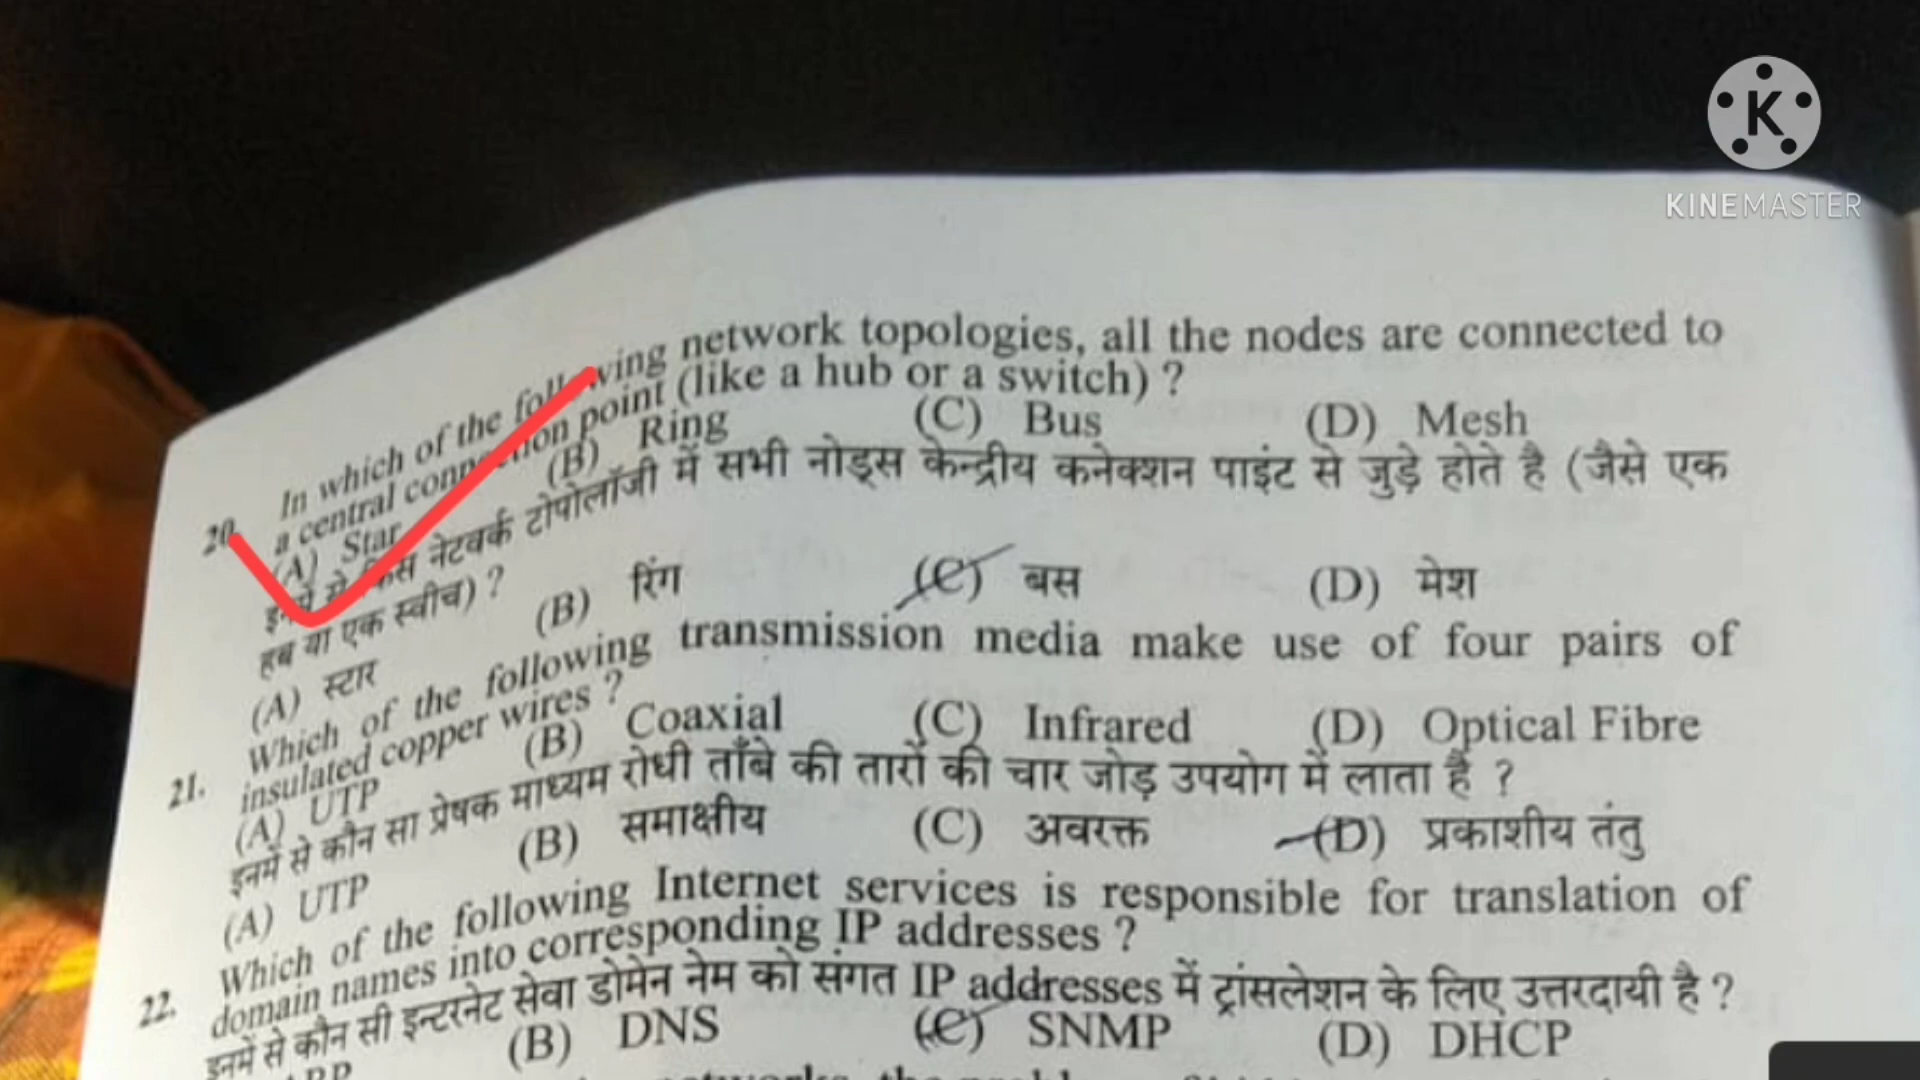 K
KINEMASTER
20. In which of the following network topologies, all the nodes are connected to
a central connection point (like a hub or a switch) ?
(A) Star (B) Ring (C) Bus (D) Mesh
इनमें से किस नेटवर्क टोपोलॉजी में सभी नोड्स केन्द्रीय कनेक्शन पाइंट से जुड़े होते है (जैसे एक
हब या एक स्वीच) ?
(A) स्टार (B) रिंग (C) बस (D) मेश
21. Which of the following transmission media make use of four pairs of
insulated copper wires ?
(A) UTP (B) Coaxial (C) Infrared (D) Optical Fibre
इनमें से कौन सा प्रेषक माध्यम रोधी ताँबे की तारों की चार जोड़ उपयोग में लाता है ?
(A) UTP (B) समाक्षीय (C) अवरक्त (D) प्रकाशीय तंतु
22. Which of the following Internet services is responsible for translation of
domain names into corresponding IP addresses ?
इनमें से कौन सी इन्टरनेट सेवा डोमेन नेम को संगत IP addresses में ट्रांसलेशन के लिए उत्तरदायी है ?
(B) DNS (C) SNMP (D) DHCP